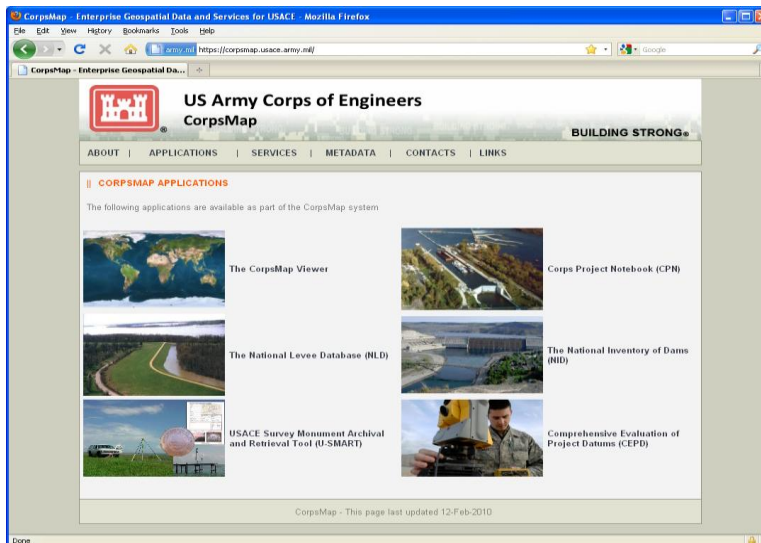 CorpsMap - Enterprise Geospatial Data and Services for USACE - Mozilla Firefox
File Edit View History Bookmarks Tools Help
army.mil https://corpsmap.usace.army.mil/
Google
CorpsMap - Enterprise Geospatial Da...
US Army Corps of Engineers
CorpsMap
BUILDING STRONG®
ABOUT | APPLICATIONS | SERVICES | METADATA | CONTACTS | LINKS
|| CORPSMAP APPLICATIONS
The following applications are available as part of the CorpsMap system
The CorpsMap Viewer
Corps Project Notebook (CPN)
The National Levee Database (NLD)
The National Inventory of Dams
(NID)
USACE Survey Monument Archival
and Retrieval Tool (U-SMART)
Comprehensive Evaluation of
Project Datums (CEPD)
CorpsMap - This page last updated 12-Feb-2010
Done